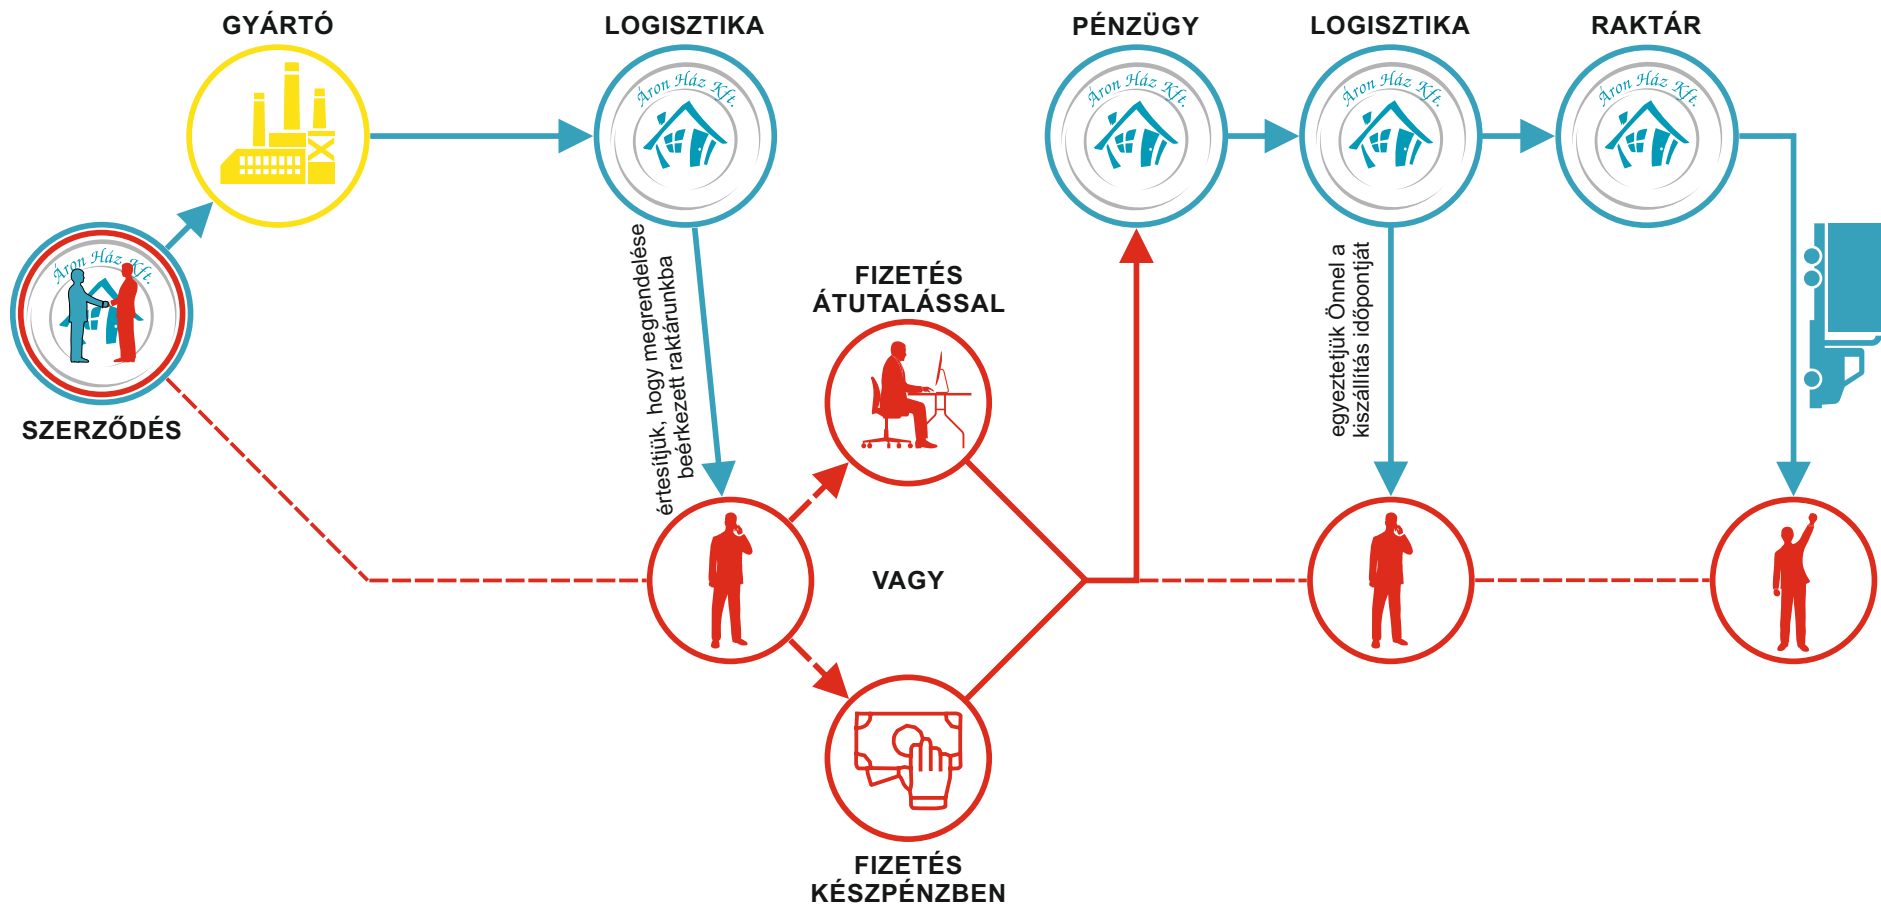 GYÁRTÓ
LOGISZTIKA
PÉNZÜGY
LOGISZTIKA
RAKTÁR
Áron Ház Kft.
Áron Ház Kft.
Áron Ház Kft.
Áron Ház Kft.
Áron Ház Kft.
SZERZŐDÉS
értesítjük, hogy megrendelése
beérkezett raktárunkba
FIZETÉS
ÁTUTALÁSSAL
egyeztetjük Önnel a
kiszállítás időpontját
VAGY
FIZETÉS
KÉSZPÉNZBEN